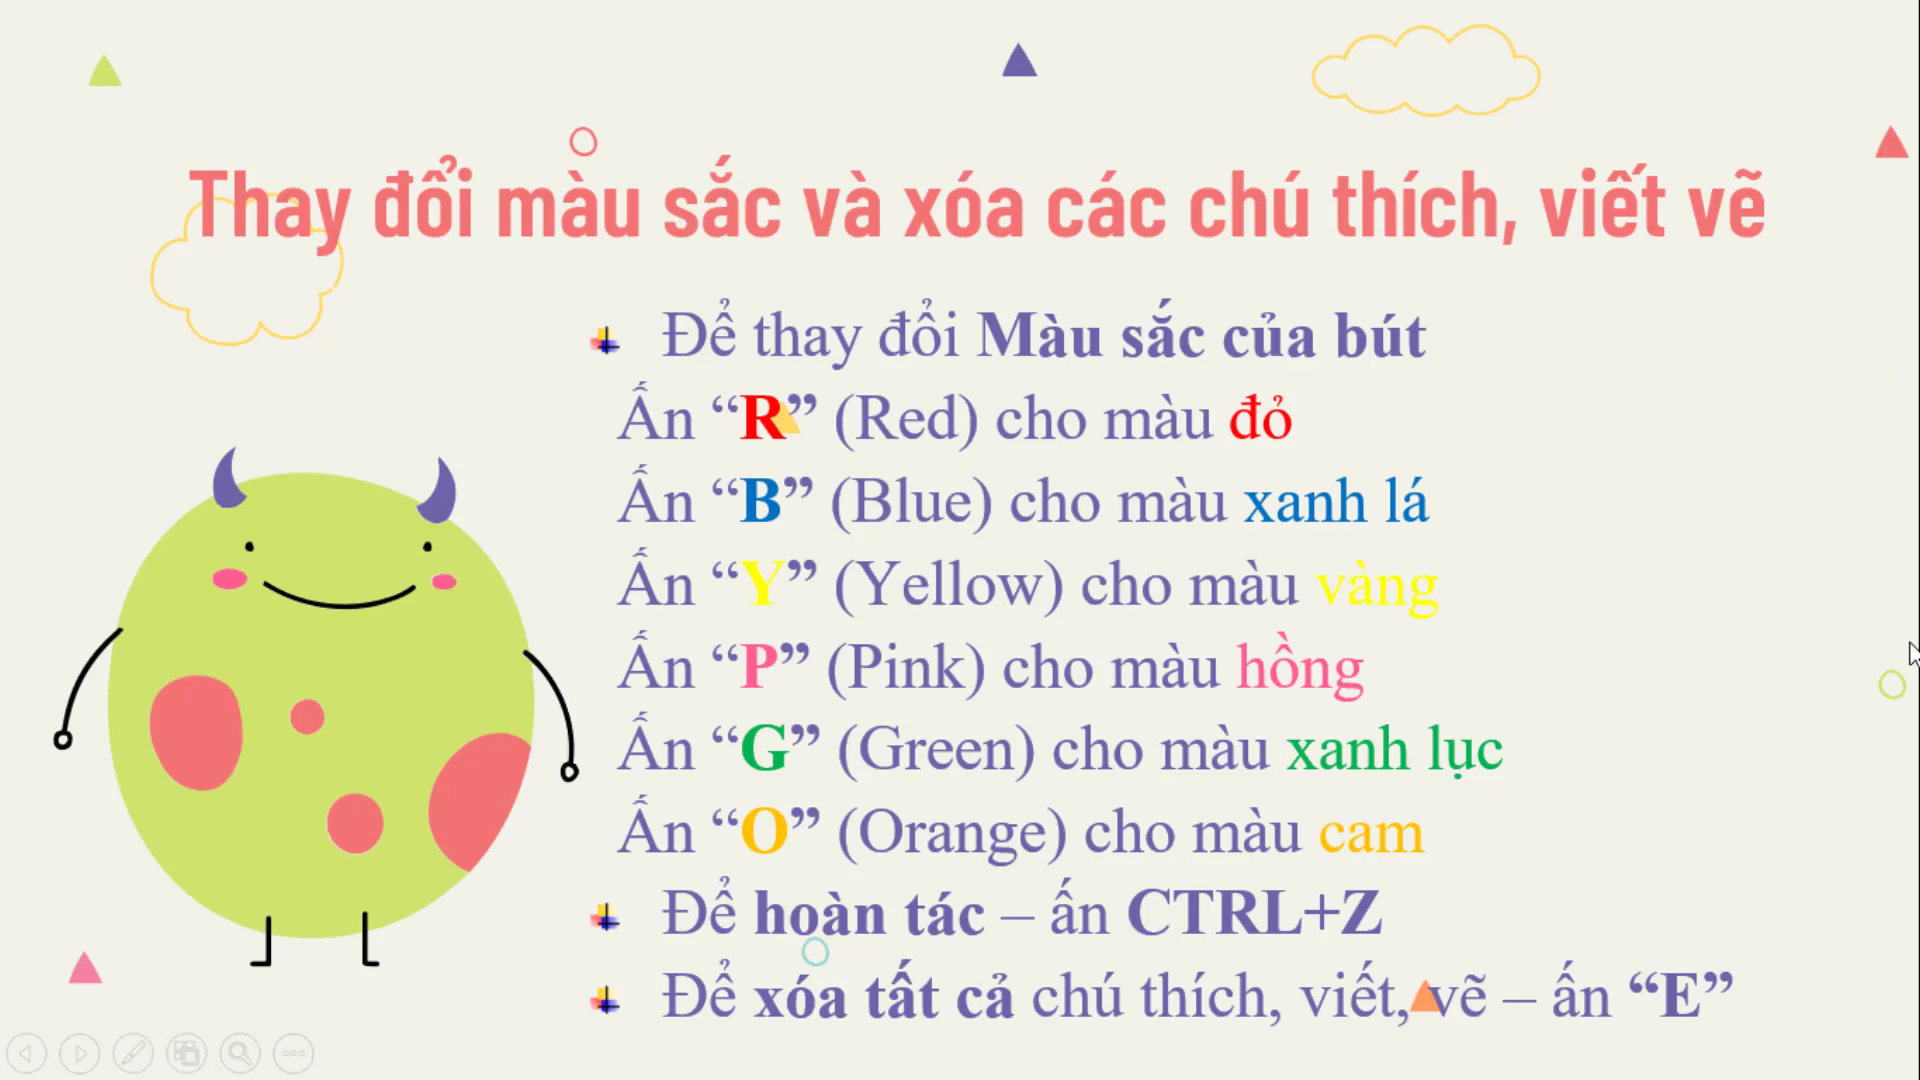 Thay đổi màu sắc và xóa các chú thích, viết vẽ
Để thay đổi Màu sắc của bút
Ấn “R” (Red) cho màu đỏ
Ấn “B” (Blue) cho màu xanh lá
Ấn “Y” (Yellow) cho màu vàng
Ấn “P” (Pink) cho màu hồng
Ấn “G” (Green) cho màu xanh lục
Ấn “O” (Orange) cho màu cam
Để hoàn tác – ấn CTRL+Z
Để xóa tất cả chú thích, viết, vẽ – ấn “E”